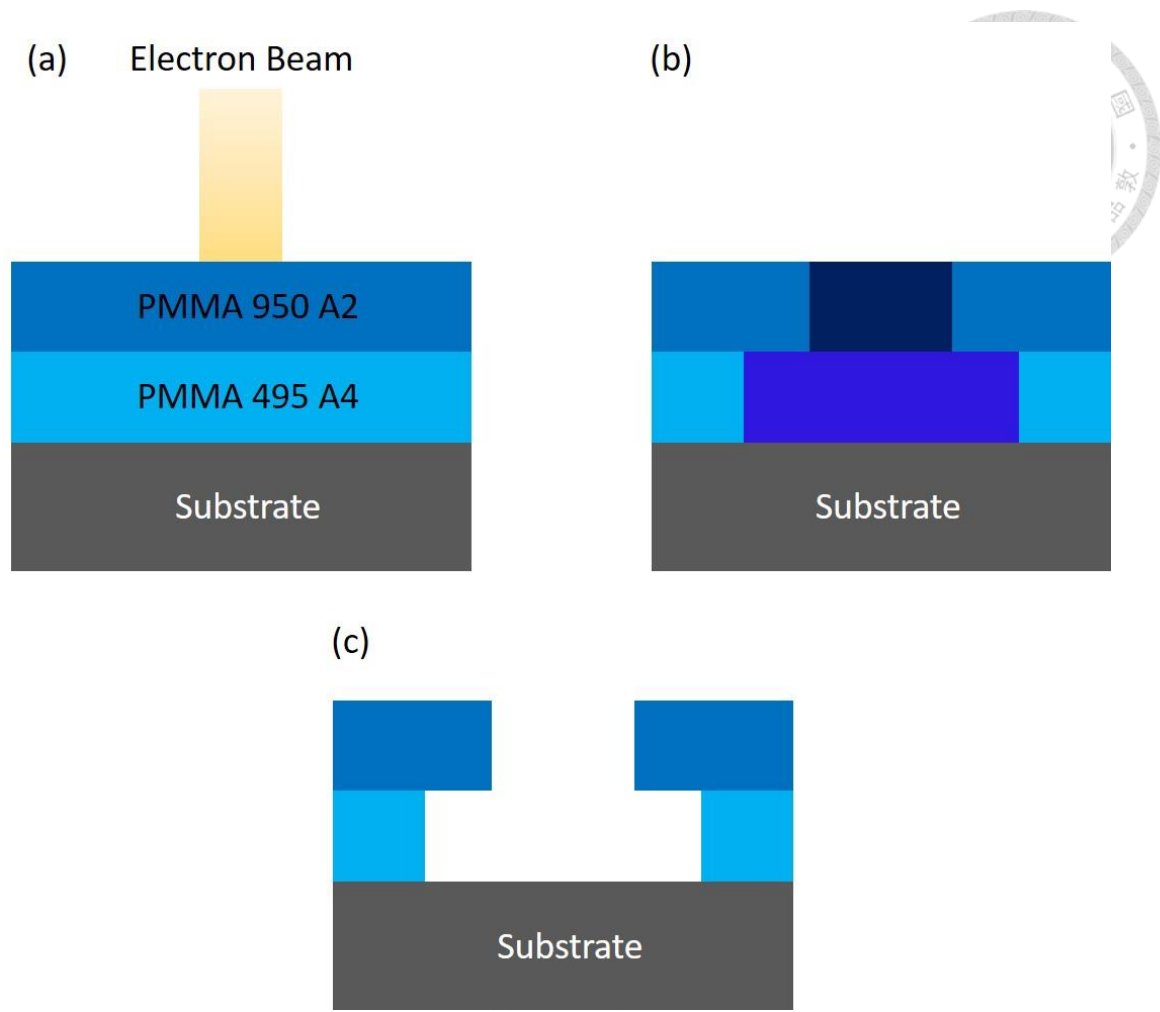 (a) Electron Beam
(b)
PMMA 950 A2
PMMA 495 A4
Substrate
Substrate
(c)
Substrate